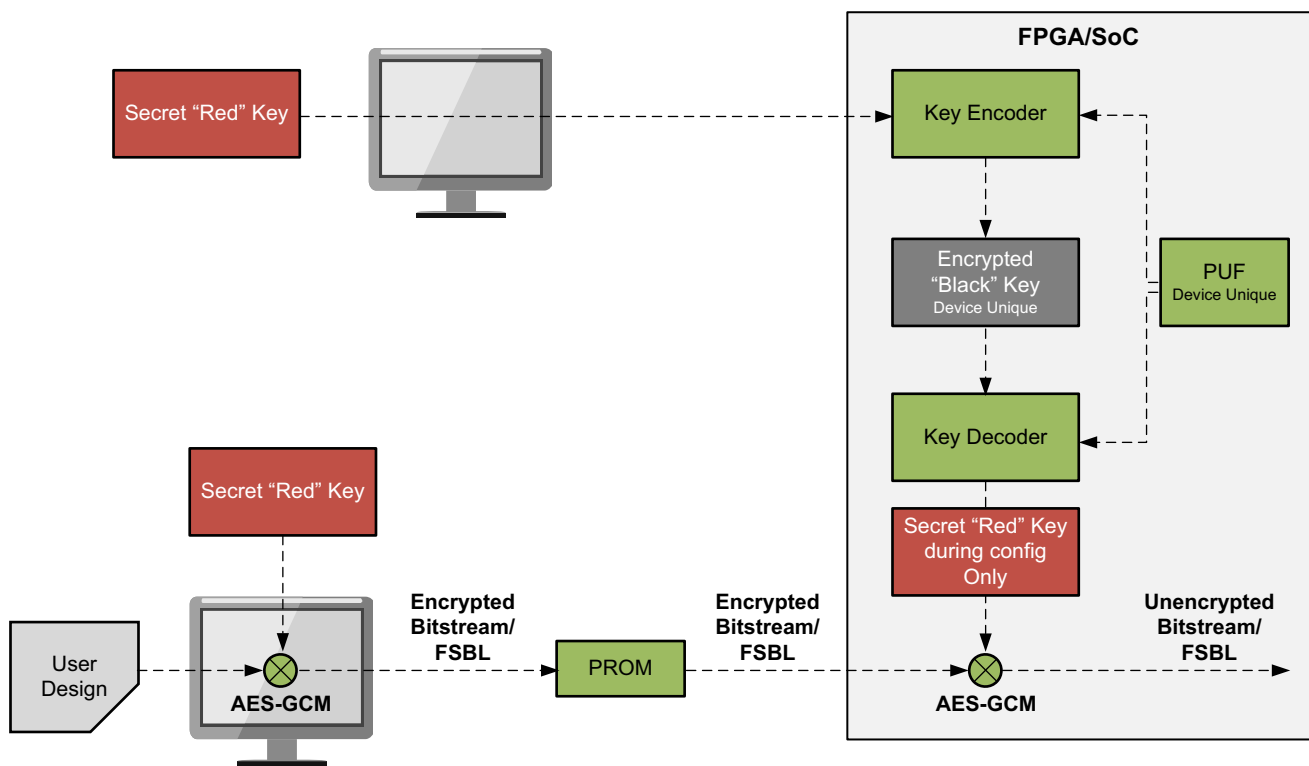 FPGA/SoC
Secret “Red” Key
Key Encoder
Encrypted
“Black” Key
Device Unique
PUF
Device Unique
Key Decoder
Secret “Red” Key
Secret “Red” Key
during config
Only
User
Design
AES-GCM
Encrypted
Bitstream/
FSBL
PROM
Encrypted
Bitstream/
FSBL
AES-GCM
Unencrypted
Bitstream/
FSBL